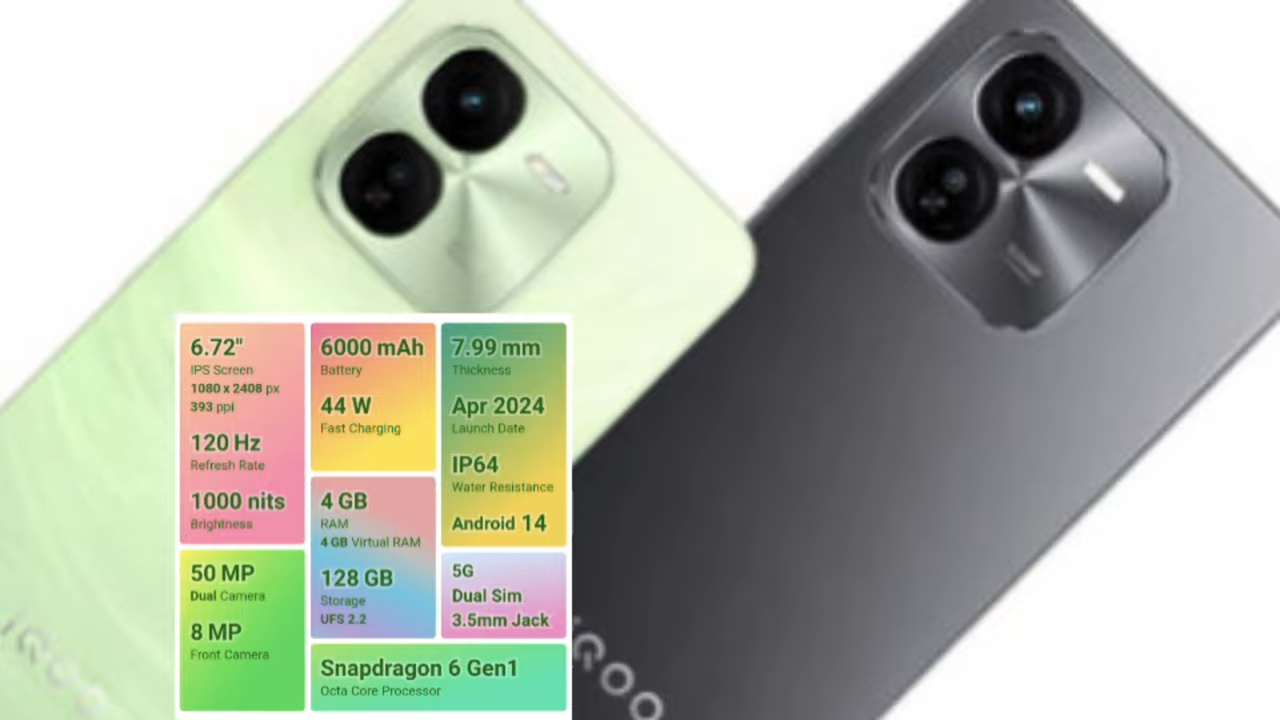 6.72"
IPS Screen
1080 x 2408 px
393 ppi
120 Hz
Refresh Rate
1000 nits
Brightness
50 MP
Dual Camera
8 MP
Front Camera
6000 mAh
Battery
44 W
Fast Charging
4 GB
RAM
4 GB Virtual RAM
128 GB
Storage
UFS 2.2
7.99 mm
Thickness
Apr 2024
Launch Date
IP64
Water Resistance
Android 14
5G
Dual Sim
3.5mm Jack
Snapdragon 6 Gen1
Octa Core Processor
iQOO
iQOO